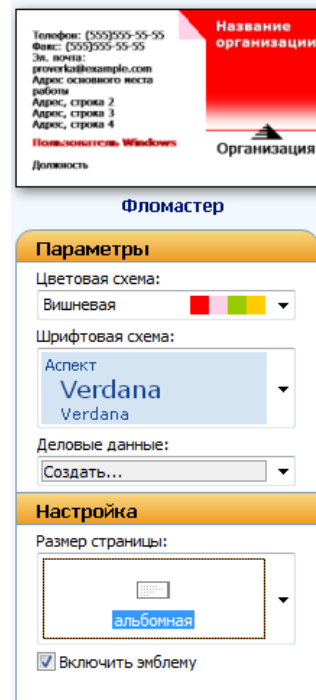 Телефон: (555)555-55-55
Факс: (555)555-55-55
Эл. почта:
proverka@example.com
Адрес основного места
работы
Адрес, строка 2
Адрес, строка 3
Адрес, строка 4
Пользователь Windows
Должность
Название
организации
Организация
Фломастер
Параметры
Цветовая схема:
Вишневая
Шрифтовая схема:
Аспект
Verdana
Verdana
Деловые данные:
Создать...
Настройка
Размер страницы:
альбомная
Включить эмблему